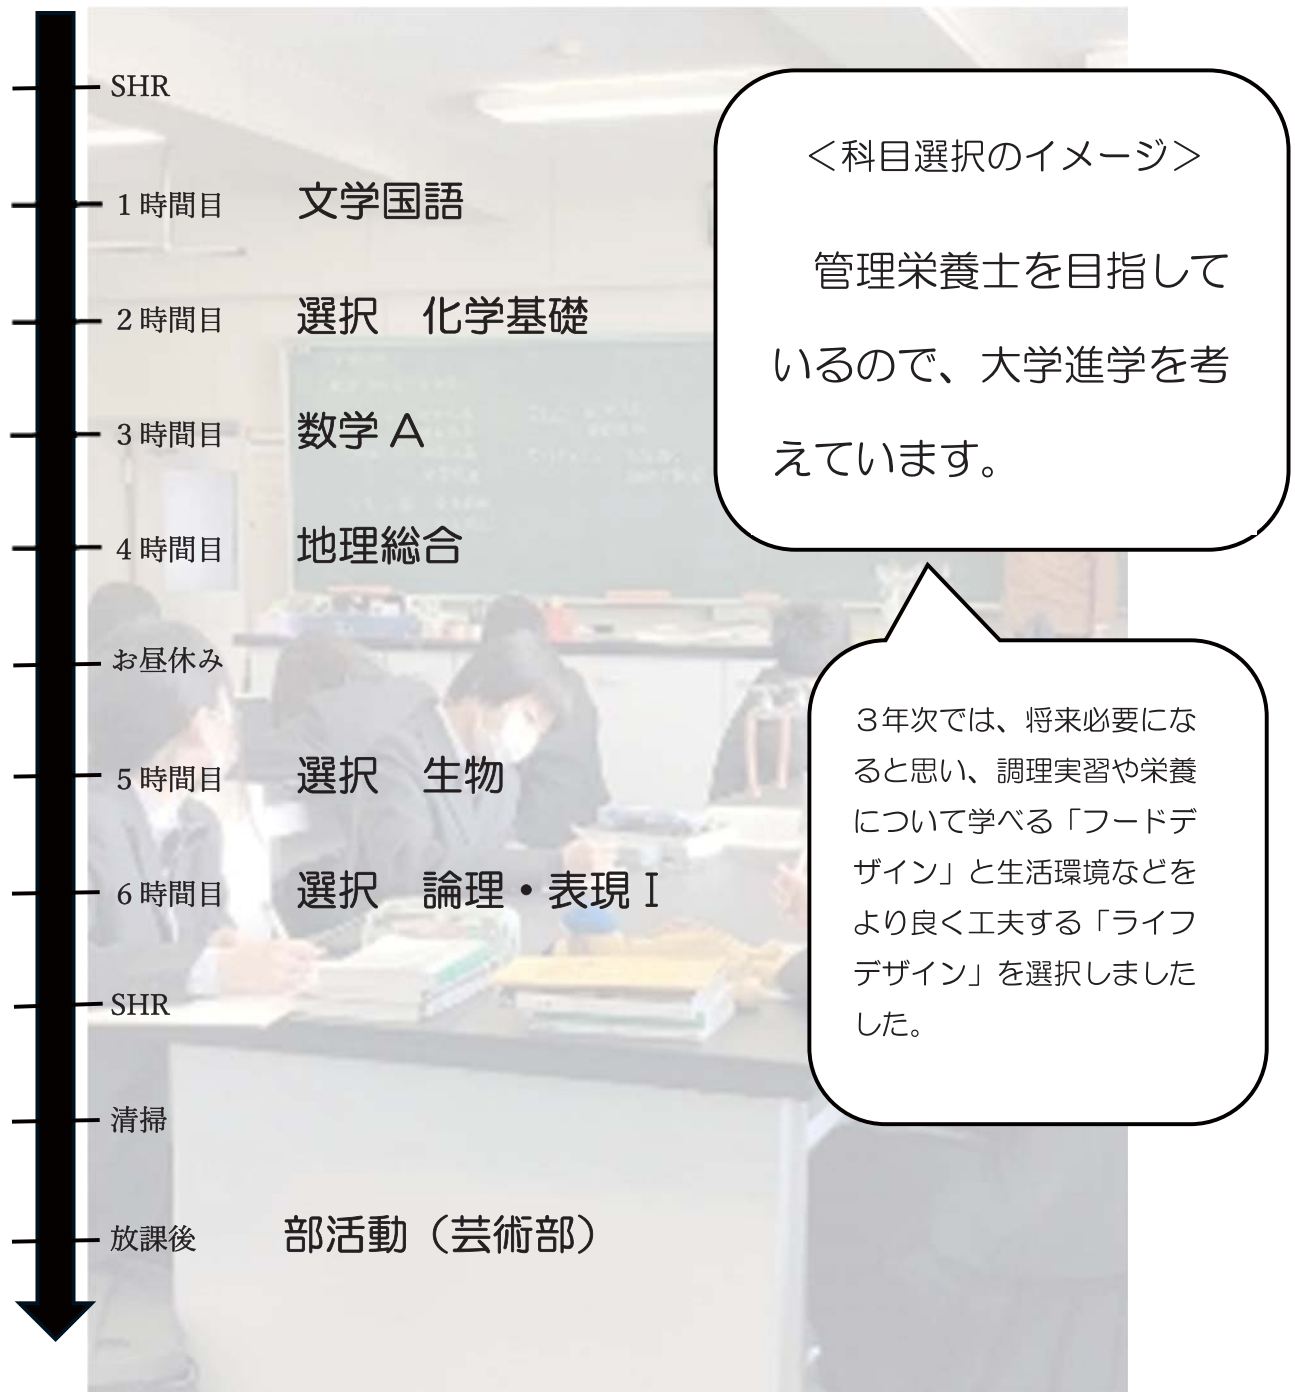 SHR
1時間目 文学国語
2時間目 選択　化学基礎
3時間目 数学 A
4時間目 地理総合
お昼休み
5時間目 選択　生物
6時間目 選択　論理・表現Ⅰ
SHR
清掃
放課後 部活動（芸術部）
＜科目選択のイメージ＞
管理栄養士を目指して
いるので、大学進学を考
えています。
３年次では、将来必要にな
ると思い、調理実習や栄養
について学べる「フードデ
ザイン」と生活環境などを
より良く工夫する「ライフ
デザイン」を選択しました
した。